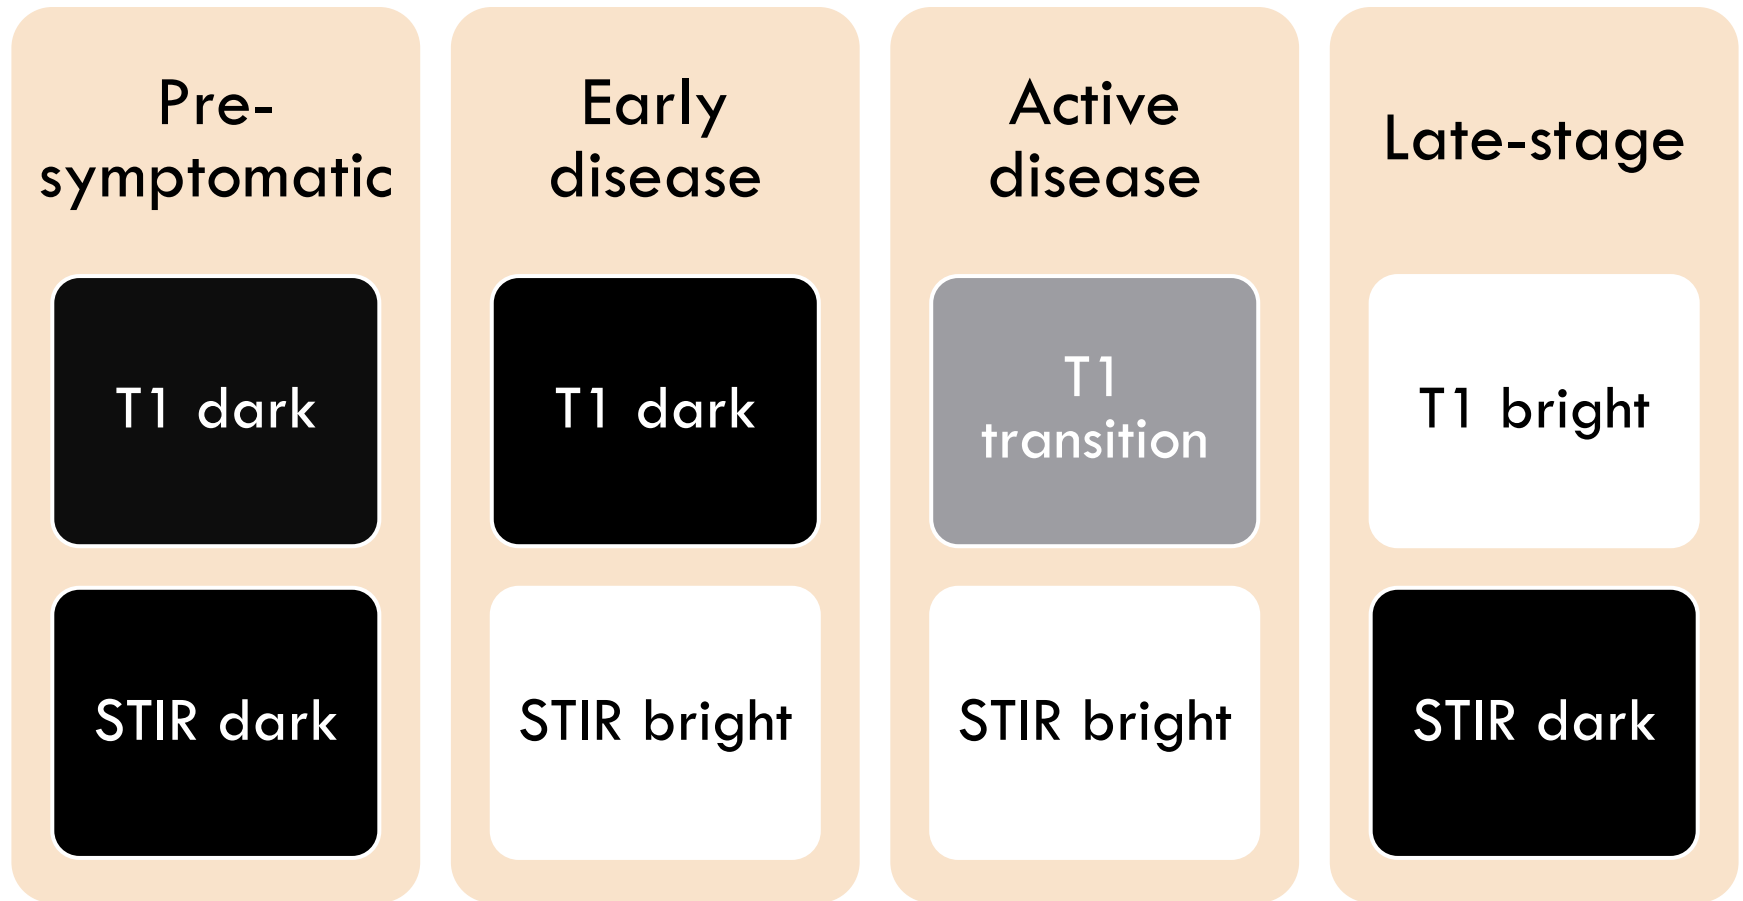 Pre-
symptomatic
T1 dark
STIR dark
Early
disease
T1 dark
STIR bright
Active
disease
T1
transition
STIR bright
Late-stage
T1 bright
STIR dark